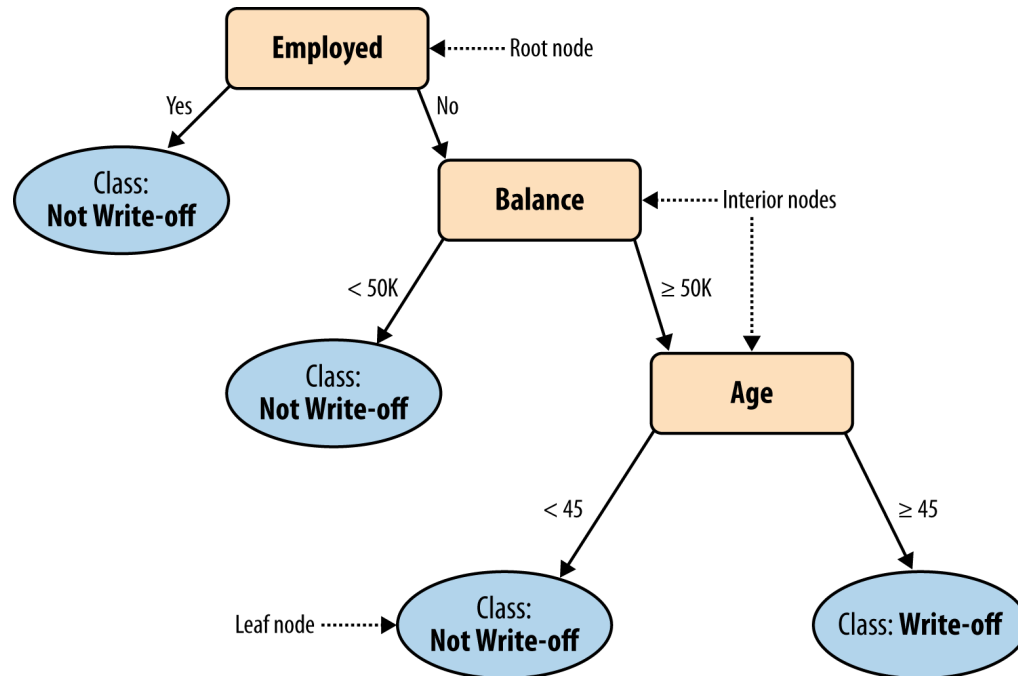 Employed
Root node
Yes
No
Class:
Not Write-off
Balance
Interior nodes
< 50K
≥ 50K
Class:
Not Write-off
Age
< 45
≥ 45
Leaf node
Class:
Not Write-off
Class: Write-off